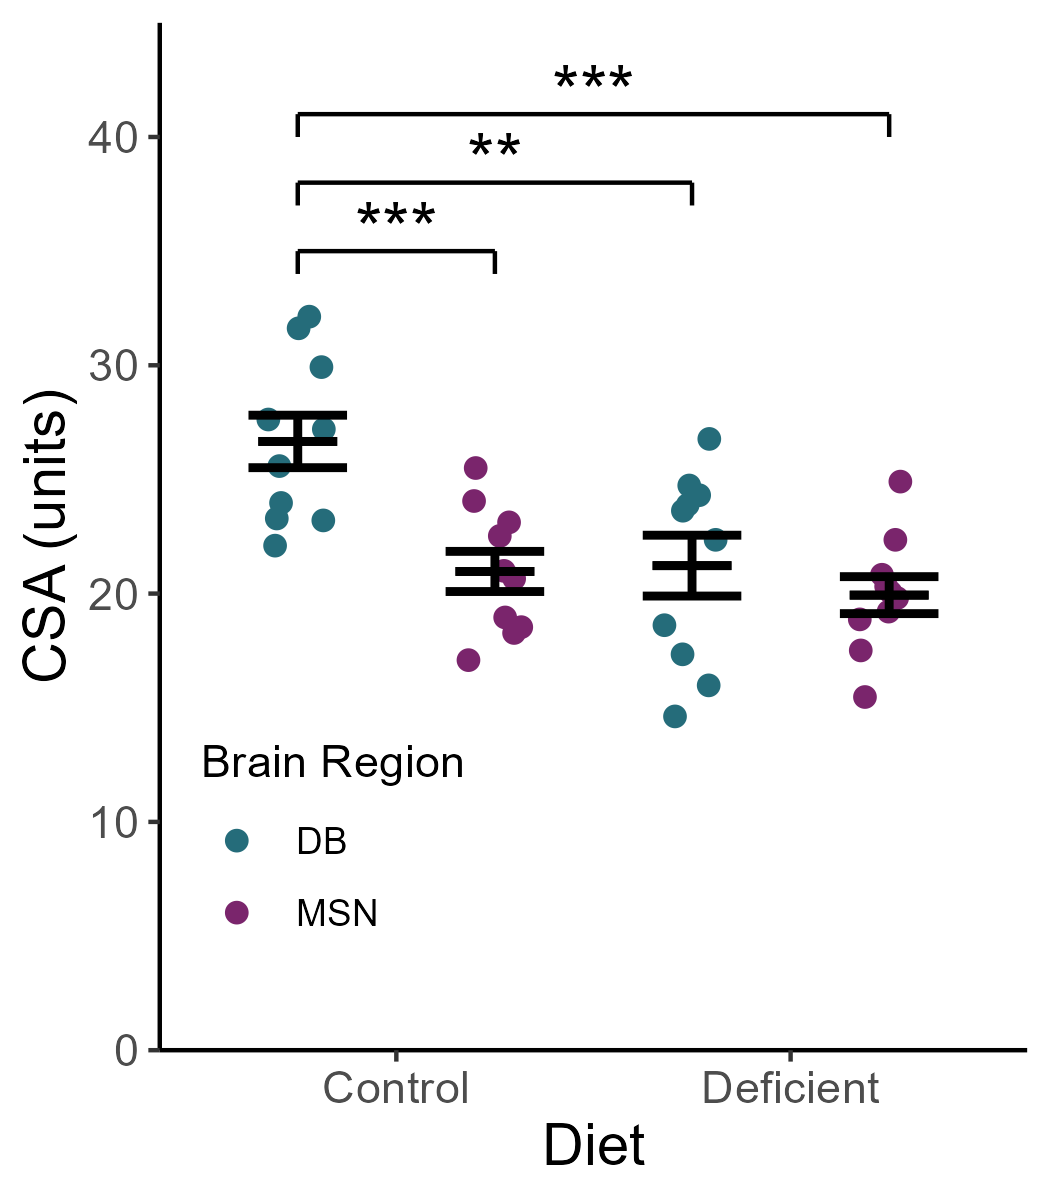 ***
40
**
***
30
CSA (units)
20
Brain Region
10
DB
MSN
0
Control Deficient
Diet